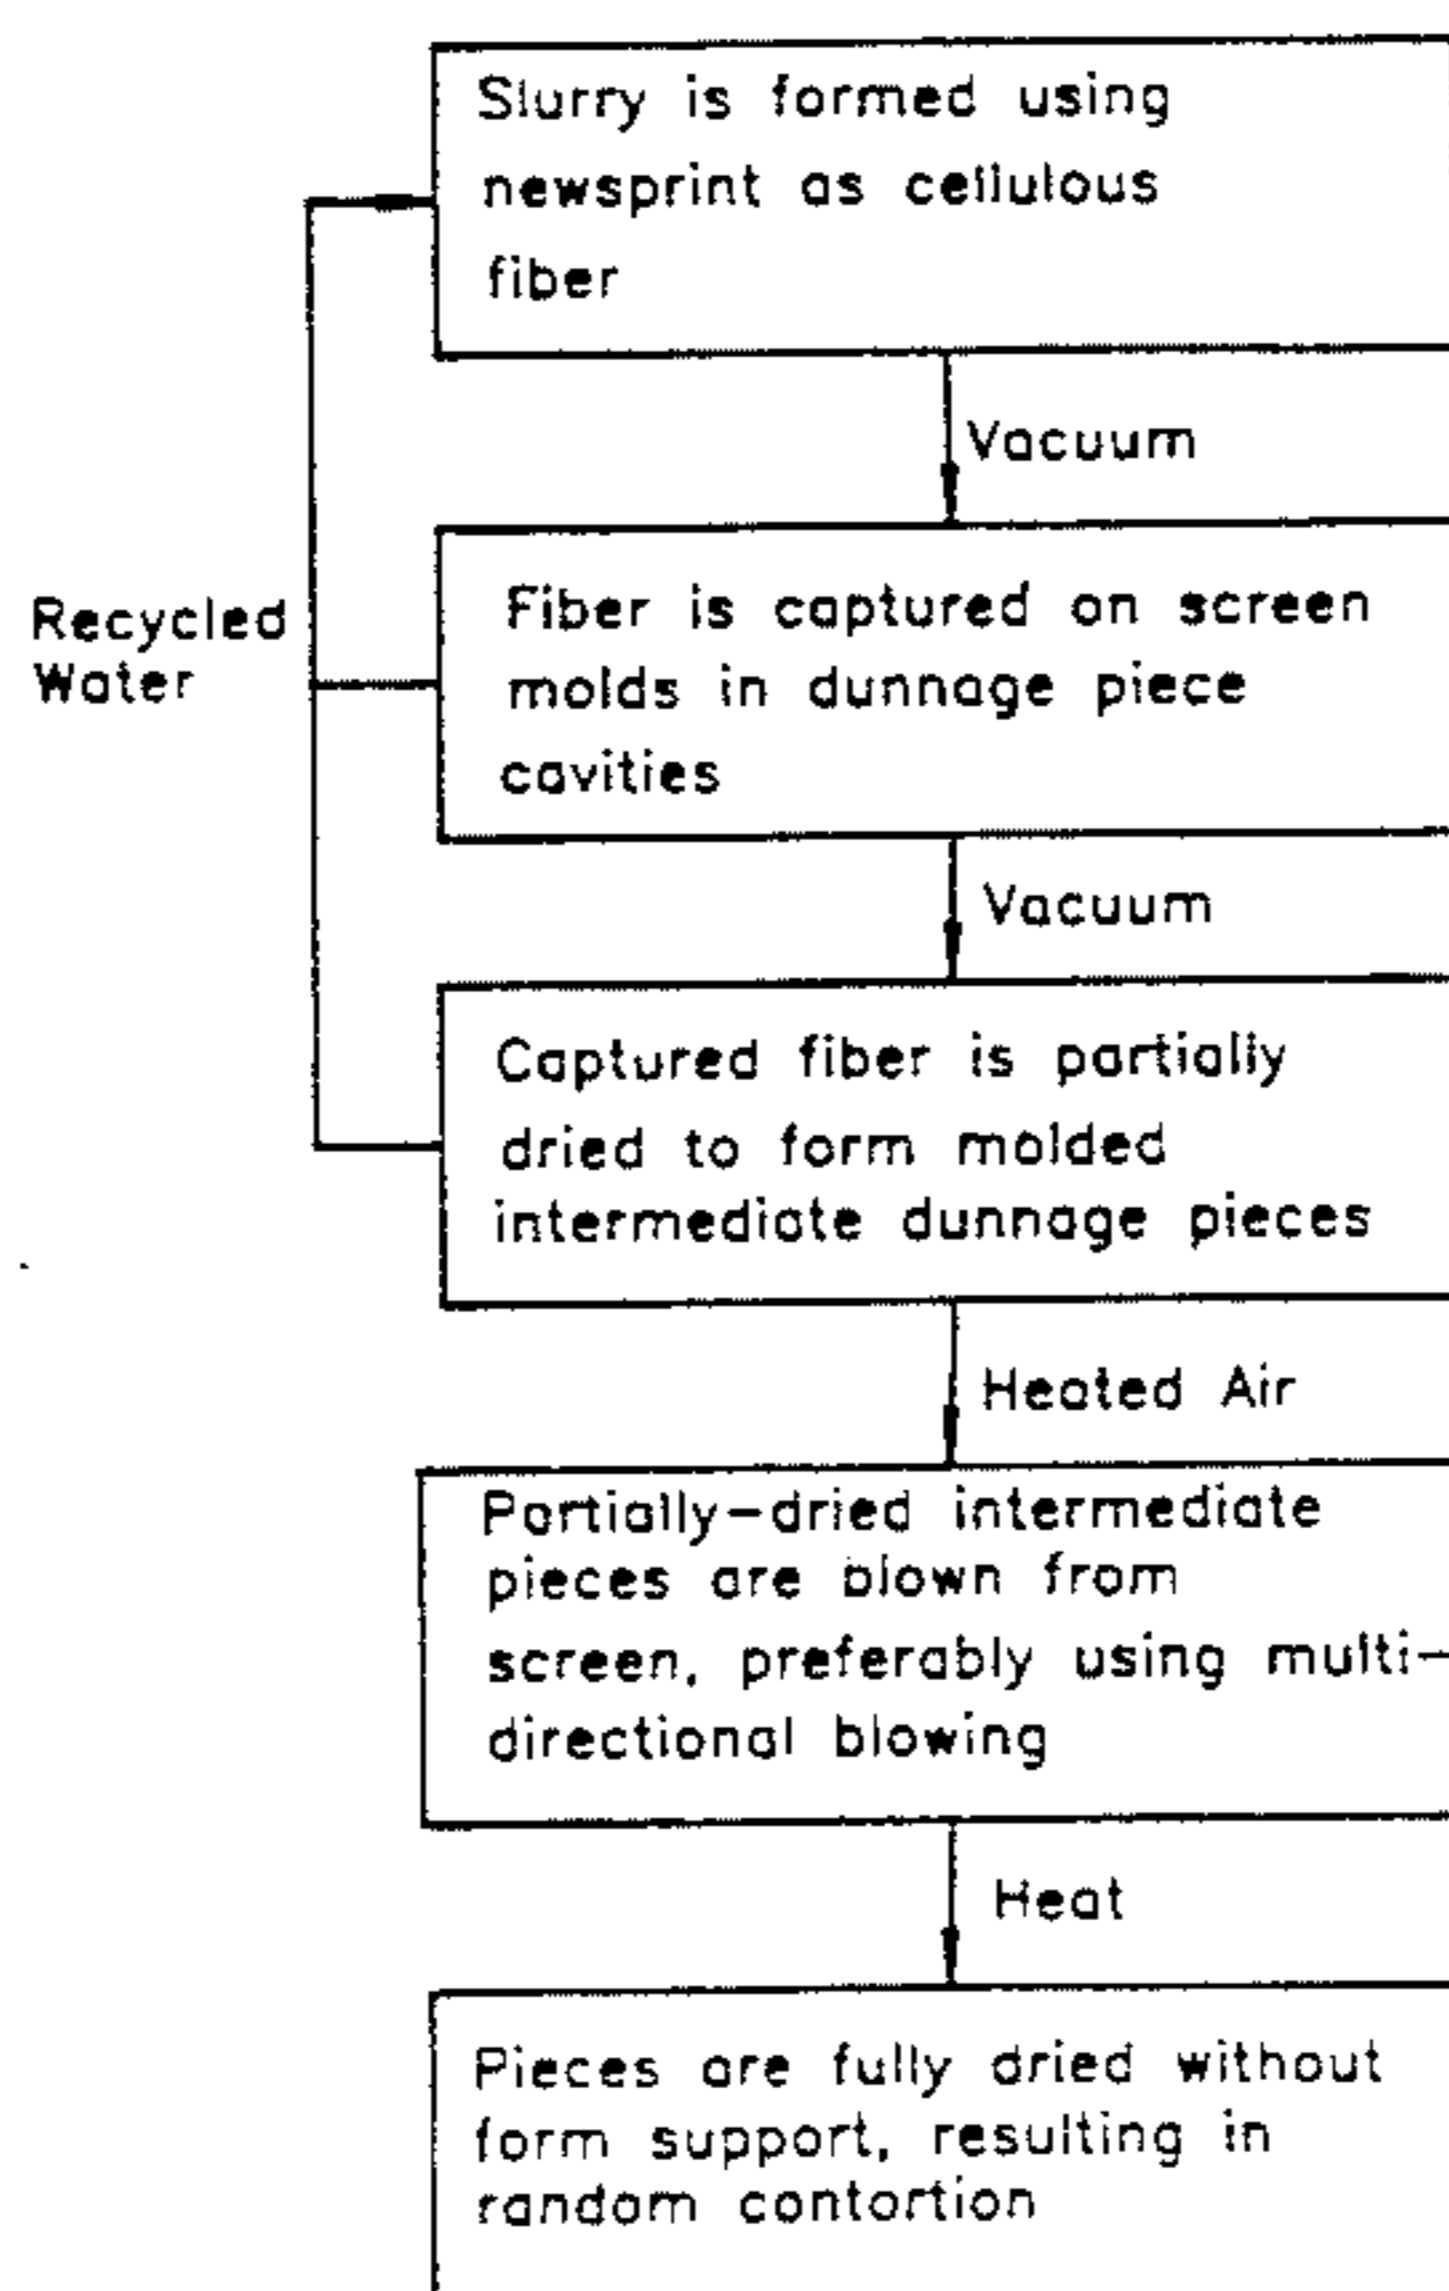 Slurry is formed using
newsprint as cellulous
fiber
Vacuum
Recycled
Water
Fiber is captured on screen
molds in dunnage piece
cavities
Vacuum
Captured fiber is partially
dried to form molded
intermediate dunnage pieces
Heated Air
Partially-dried intermediate
pieces are blown from
screen, preferably using multi-
directional blowing
Heat
Pieces are fully dried without
form support, resulting in
random contortion